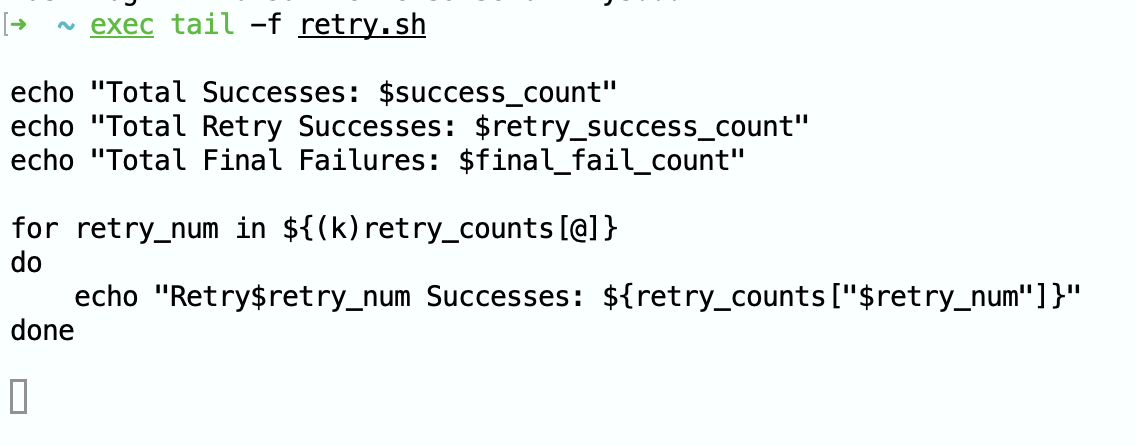 ➜ ~ exec tail -f retry.sh

echo "Total Successes: $success_count"
echo "Total Retry Successes: $retry_success_count"
echo "Total Final Failures: $final_fail_count"

for retry_num in ${(k)retry_counts[@]}
do
    echo "Retry$retry_num Successes: ${retry_counts["$retry_num"]}"
done